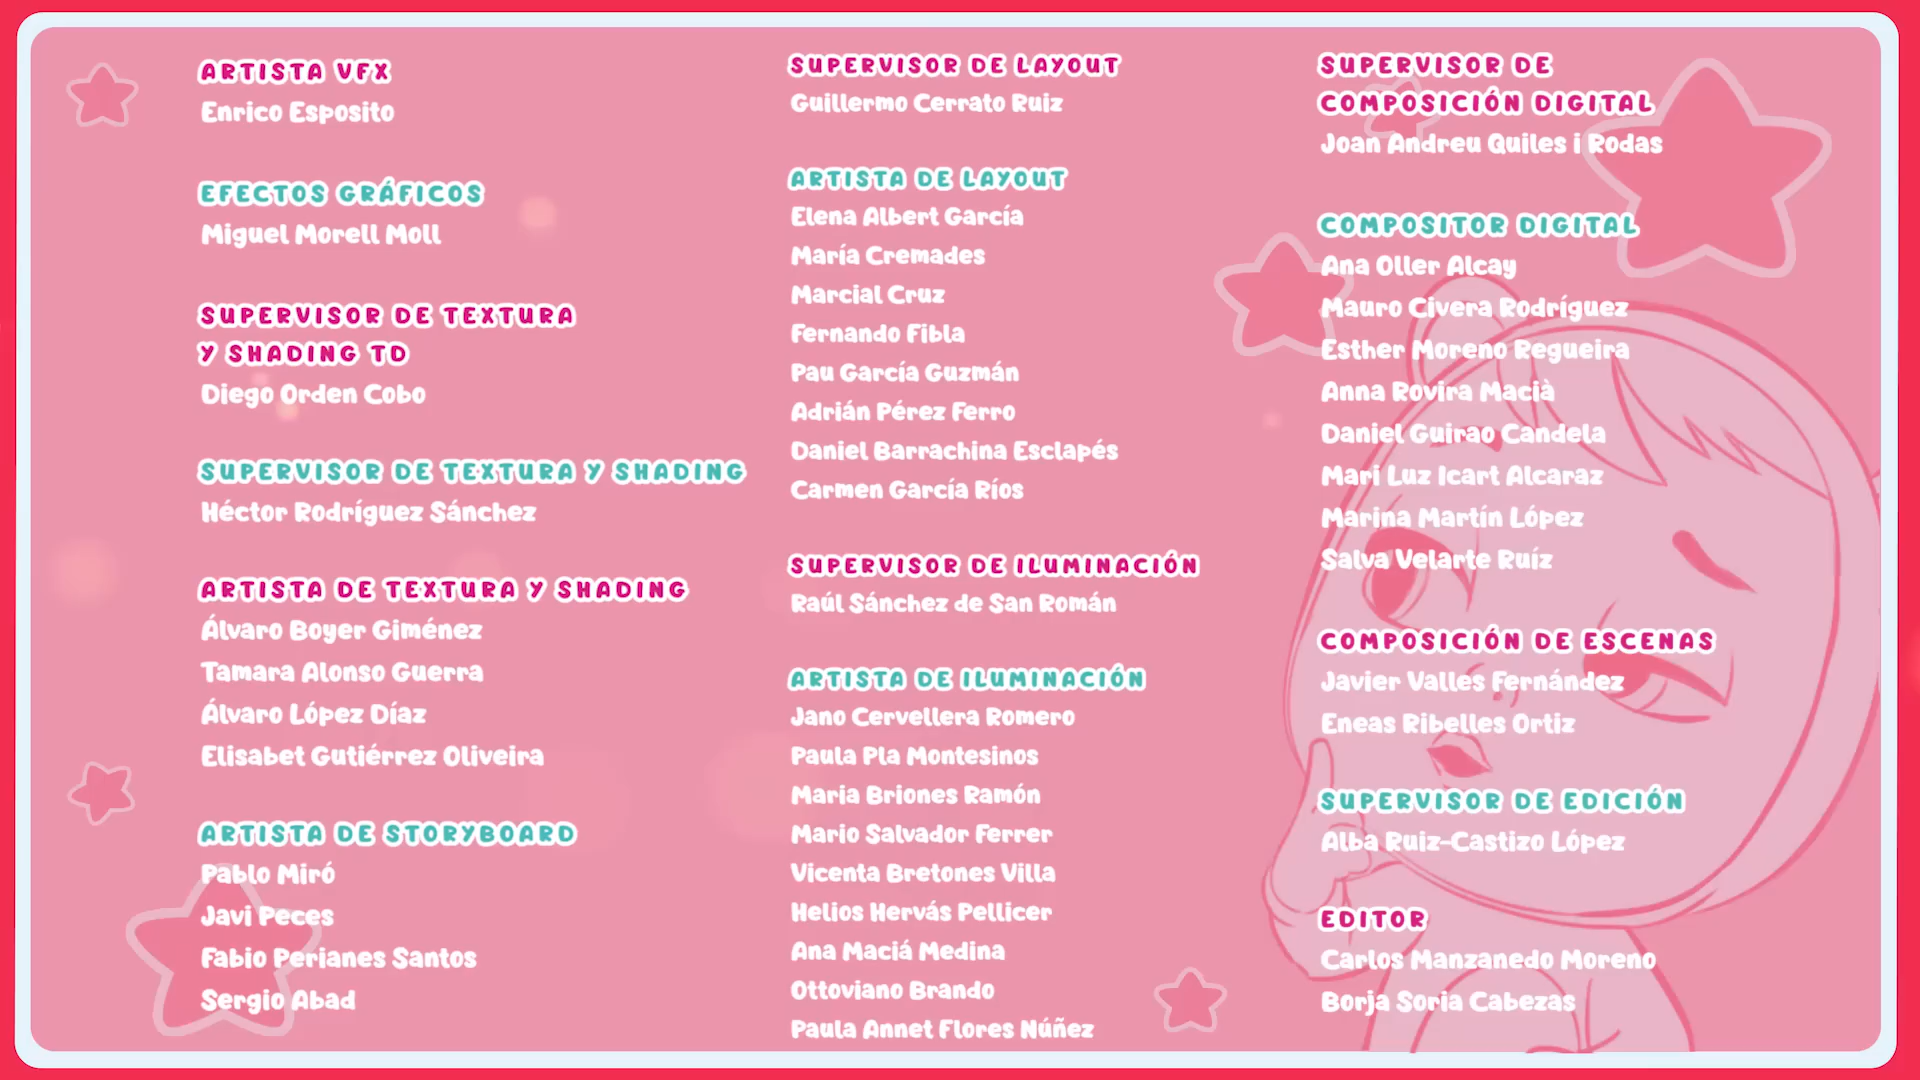 ARTISTA VFX
Enrico Esposito
EFECTOS GRÁFICOS
Miguel Morell Moll
SUPERVISOR DE TEXTURA
Y SHADING TD
Diego Orden Cobo
SUPERVISOR DE TEXTURA Y SHADING
Héctor Rodríguez Sánchez
ARTISTA DE TEXTURA Y SHADING
Álvaro Boyer Giménez
Tamara Alonso Guerra
Álvaro López Díaz
Elisabet Gutiérrez Oliveira
ARTISTA DE STORYBOARD
Pablo Miró
Javi Peces
Fabio Perianes Santos
Sergio Abad
SUPERVISOR DE LAYOUT
Guillermo Cerrato Ruiz
ARTISTA DE LAYOUT
Elena Albert García
María Cremades
Marcial Cruz
Fernando Fibla
Pau García Guzmán
Adrián Pérez Ferro
Daniel Barrachina Esclapés
Carmen García Ríos
SUPERVISOR DE ILUMINACIÓN
Raúl Sánchez de San Román
ARTISTA DE ILUMINACIÓN
Jano Cervellera Romero
Paula Pla Montesinos
Maria Briones Ramón
Mario Salvador Ferrer
Vicenta Bretones Villa
Helios Hervás Pellicer
Ana Maciá Medina
Ottoviano Brando
Paula Annet Flores Núñez
SUPERVISOR DE
COMPOSICIÓN DIGITAL
Joan Andreu Quiles i Rodas
COMPOSITOR DIGITAL
Ana Oller Alcay
Mauro Civera Rodríguez
Esther Moreno Regueira
Anna Rovira Macià
Daniel Guirao Candela
Mari Luz Icart Alcaraz
Marina Martín López
Salva Velarte Ruíz
COMPOSICIÓN DE ESCENAS
Javier Valles Fernández
Eneas Ribelles Ortiz
SUPERVISOR DE EDICIÓN
Alba Ruiz-Castizo López
EDITOR
Carlos Manzanedo Moreno
Borja Soria Cabezas